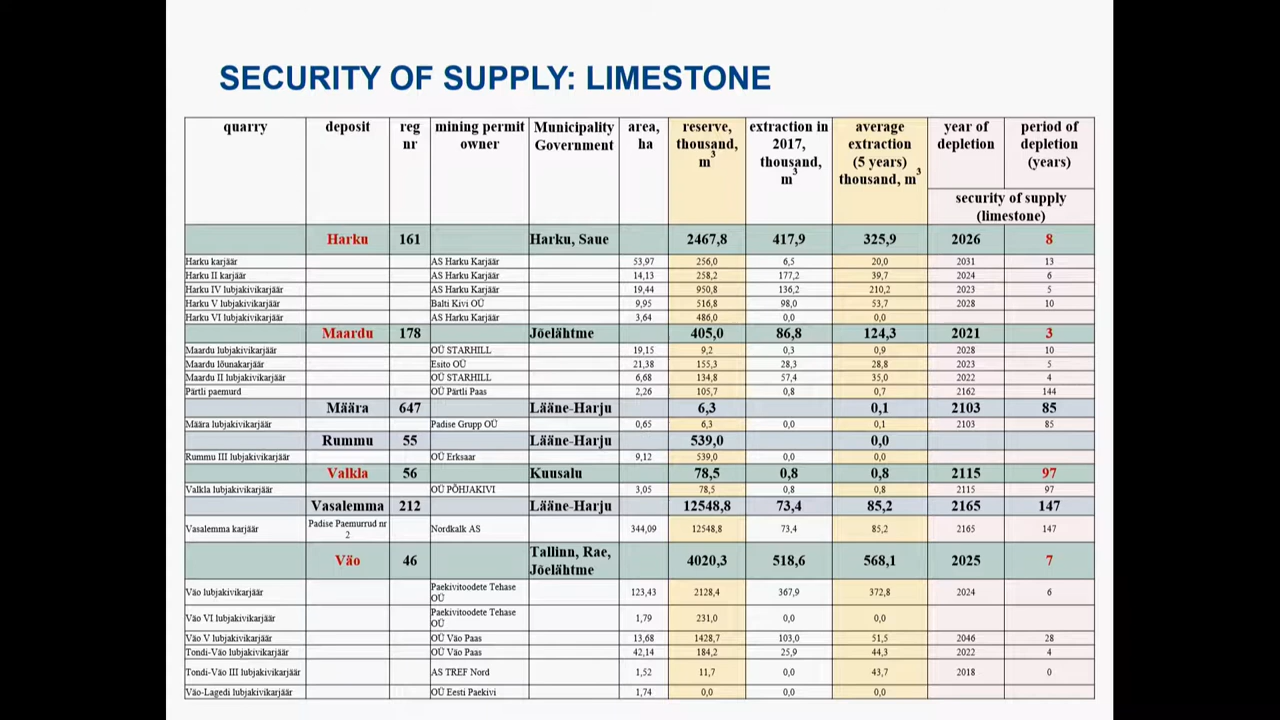 SECURITY OF SUPPLY: LIMESTONE
quarry deposit reg nr mining permit owner Municipality Government area, ha reserve, thousand, m3 extraction in 2017, thousand, m3 average extraction (5 years) thousand, m3 year of depletion period of depletion (years)
security of supply (limestone)
Harku 161 Harku, Saue 2467,8 417,9 325,9 2026 8
Harku karjäär AS Harku Karjäär 53,97 256,0 6,5 20,0 2031 13
Harku II karjäär AS Harku Karjäär 14,13 258,2 177,2 39,7 2024 6
Harku IV lubjakivikarjäär AS Harku Karjäär 19,44 950,8 136,2 210,2 2023 5
Harku V lubjakivikarjäär Balti Kivi OÜ 9,95 516,8 98,0 53,7 2028 10
Harku VI lubjakivikarjäär AS Harku Karjäär 3,64 486,0 0,0 0,0
Maardu 178 Jõelähtme 405,0 86,8 124,3 2021 3
Maardu lubjakivikarjäär OÜ STARHILL 19,15 9,2 0,3 0,9 2028 10
Maardu lõunakarjäär Esito OÜ 21,38 155,3 28,3 28,8 2023 5
Maardu II lubjakivikarjäär OÜ STARHILL 6,68 134,8 57,4 35,0 2022 4
Pärtli paemurd OÜ Pärtli Paas 2,26 105,7 0,8 0,7 2162 144
Määra 647 Lääne-Harju 6,3 0,1 2103 85
Määra lubjakivikarjäär Padise Grupp OÜ 0,65 6,3 0,0 0,1 2103 85
Rummu 55 Lääne-Harju 539,0 0,0
Rummu III lubjakivikarjäär OÜ Erksaar 9,12 539,0 0,0 0,0
Valkla 56 Kuusalu 78,5 0,8 0,8 2115 97
Valkla lubjakivikarjäär OÜ PÕHJAKIVI 3,05 78,5 0,8 0,8 2115 97
Vasalemma 212 Lääne-Harju 12548,8 73,4 85,2 2165 147
Vasalemma karjäär Padise Paemurrud nr 2 Nordkalk AS 344,09 12548,8 73,4 85,2 2165 147
Väo 46 Tallinn, Rae, Jõelähtme 4020,3 518,6 568,1 2025 7
Väo lubjakivikarjäär Paekivitoodete Tehase OÜ 123,43 2128,4 367,9 372,8 2024 6
Väo VI lubjakivikarjäär Paekivitoodete Tehase OÜ 1,79 231,0 0,0 0,0
Väo V lubjakivikarjäär OÜ Väo Paas 13,68 1428,7 103,0 51,5 2046 28
Tondi-Väo lubjakivikarjäär OÜ Väo Paas 42,14 184,2 25,9 44,3 2022 4
Tondi-Väo III lubjakivikarjäär AS TREF Nord 1,52 11,7 0,0 43,7 2018 0
Väo-Lagedi lubjakivikarjäär OÜ Eesti Paekivi 1,74 0,0 0,0 0,0